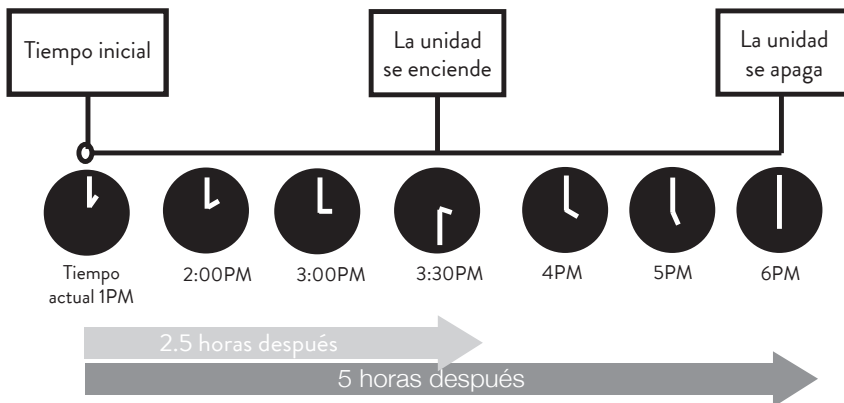 Tiempo inicial
La unidad
se enciende
La unidad
se apaga
Tiempo
actual 1PM
2:00PM
3:00PM
3:30PM
4PM
5PM
6PM
2.5 horas después
5 horas después